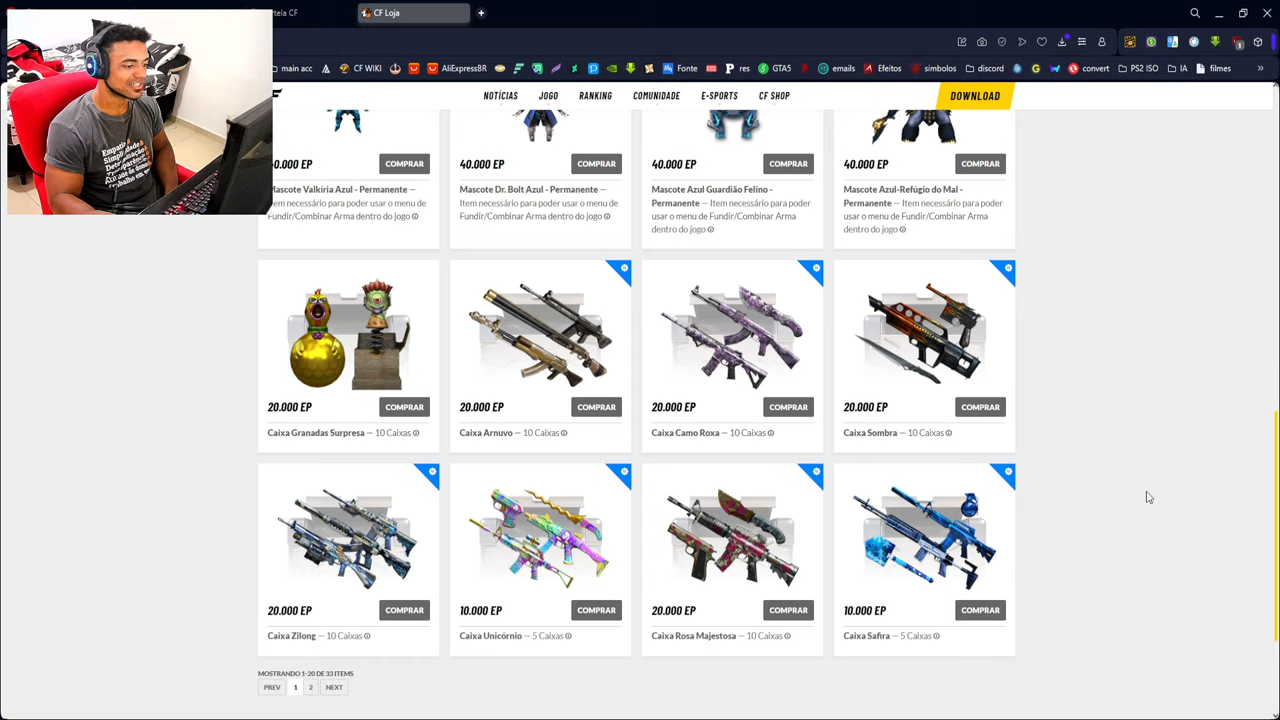 rtela CF
CF Loja
main acc
CF WIKI
AliExpressBR
Fonte
res
GTA5
emails
Efeitos
simbolos
discord
convert
PS2 ISO
IA
filmes
NOTÍCIAS
JOGO
RANKING
COMUNIDADE
E-SPORTS
CF SHOP
DOWNLOAD
Empatia
Simplicidade
0.000 EP
COMPRAR
40.000 EP
COMPRAR
40.000 EP
COMPRAR
40.000 EP
COMPRAR
Mascote Valkíria Azul - Permanente —
Item necessário para poder usar o menu de
Fundir/Combinar Arma dentro do jogo
Mascote Dr. Bolt Azul - Permanente —
Item necessário para poder usar o menu de
Fundir/Combinar Arma dentro do jogo
Mascote Azul Guardião Felino -
Permanente — Item necessário para poder
usar o menu de Fundir/Combinar Arma
dentro do jogo
Mascote Azul-Refúgio do Mal -
Permanente — Item necessário para poder
usar o menu de Fundir/Combinar Arma
dentro do jogo
20.000 EP
COMPRAR
Caixa Granadas Surpresa — 10 Caixas
20.000 EP
COMPRAR
Caixa Arnuvo — 10 Caixas
20.000 EP
COMPRAR
Caixa Camo Roxa — 10 Caixas
20.000 EP
COMPRAR
Caixa Sombra — 10 Caixas
20.000 EP
COMPRAR
Caixa Zilong — 10 Caixas
10.000 EP
COMPRAR
Caixa Unicórnio — 5 Caixas
20.000 EP
COMPRAR
Caixa Rosa Majestosa — 10 Caixas
10.000 EP
COMPRAR
Caixa Safira — 5 Caixas
MOSTRANDO 1-20 DE 33 ITEMS
PREV
1
2
NEXT